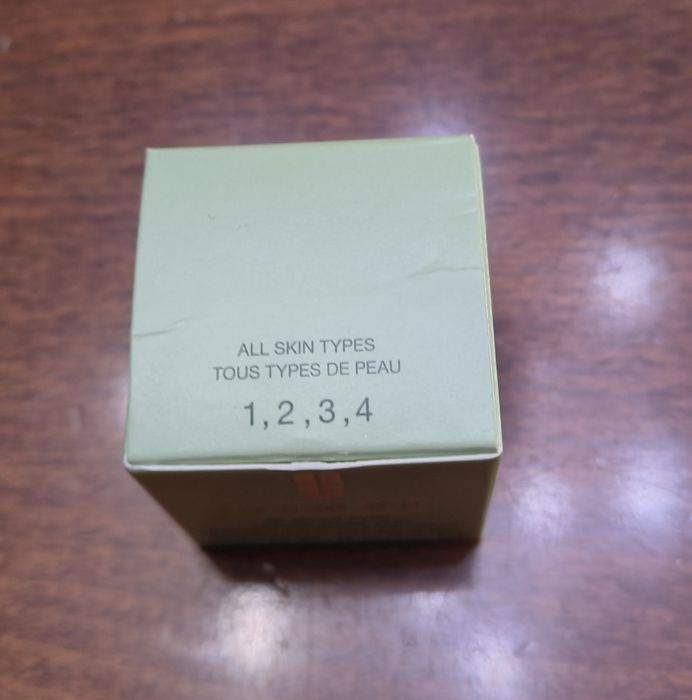 ALL SKIN TYPES
TOUS TYPES DE PEAU
1,2,3,4